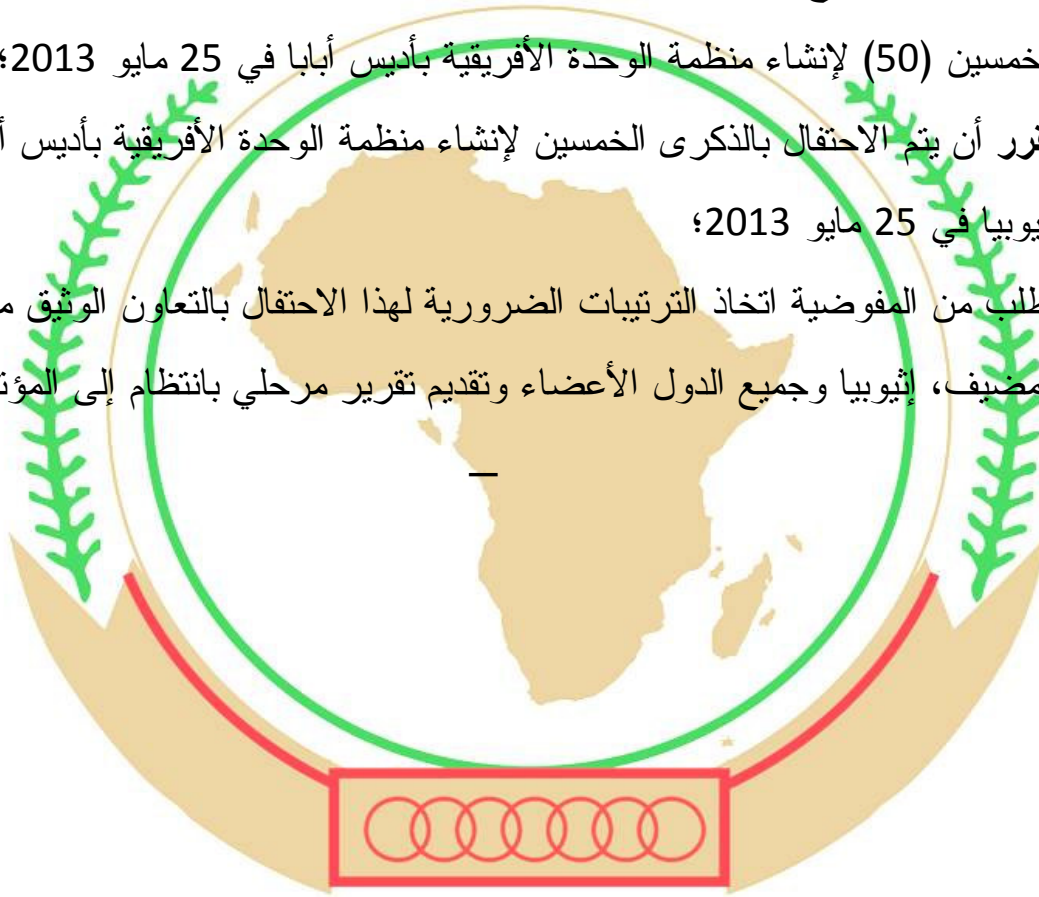 خمسين (50) لإنشاء منظمة الوحدة الأفريقية بأديس أبابا في 25 مايو 2013؛
قرر أن يتم الاحتفال بالذكرى الخمسين لإنشاء منظمة الوحدة الأفريقية بأديس أ
يوبيا في 25 مايو 2013؛
طلب من المفوضية اتخاذ الترتيبات الضرورية لهذا الاحتفال بالتعاون الوثيق م
مضيف، إثيوبيا وجميع الدول الأعضاء وتقديم تقرير مرحلي بانتظام إلى المؤت